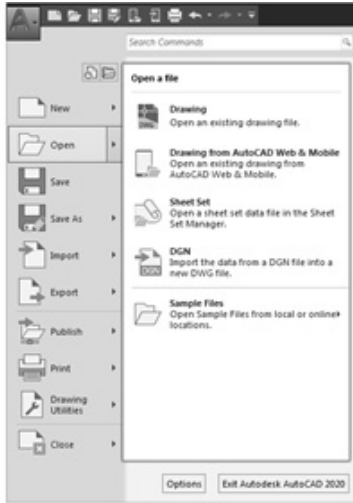 A
Search Commands
Open a file
New
Open
Save
Save As
Import
Export
Publish
Print
Drawing
Utilities
Close
Drawing
DWG
Open an existing drawing file.
Drawing from AutoCAD Web & Mobile
Open an existing drawing from
AutoCAD Web & Mobile.
Sheet Set
Open a sheet set data file in the Sheet
Set Manager.
DGN
DGN
Import the data from a DGN file into a
new DWG file.
Sample Files
Open Sample Files from local or online
locations.
Options
Exit Autodesk AutoCAD 2020